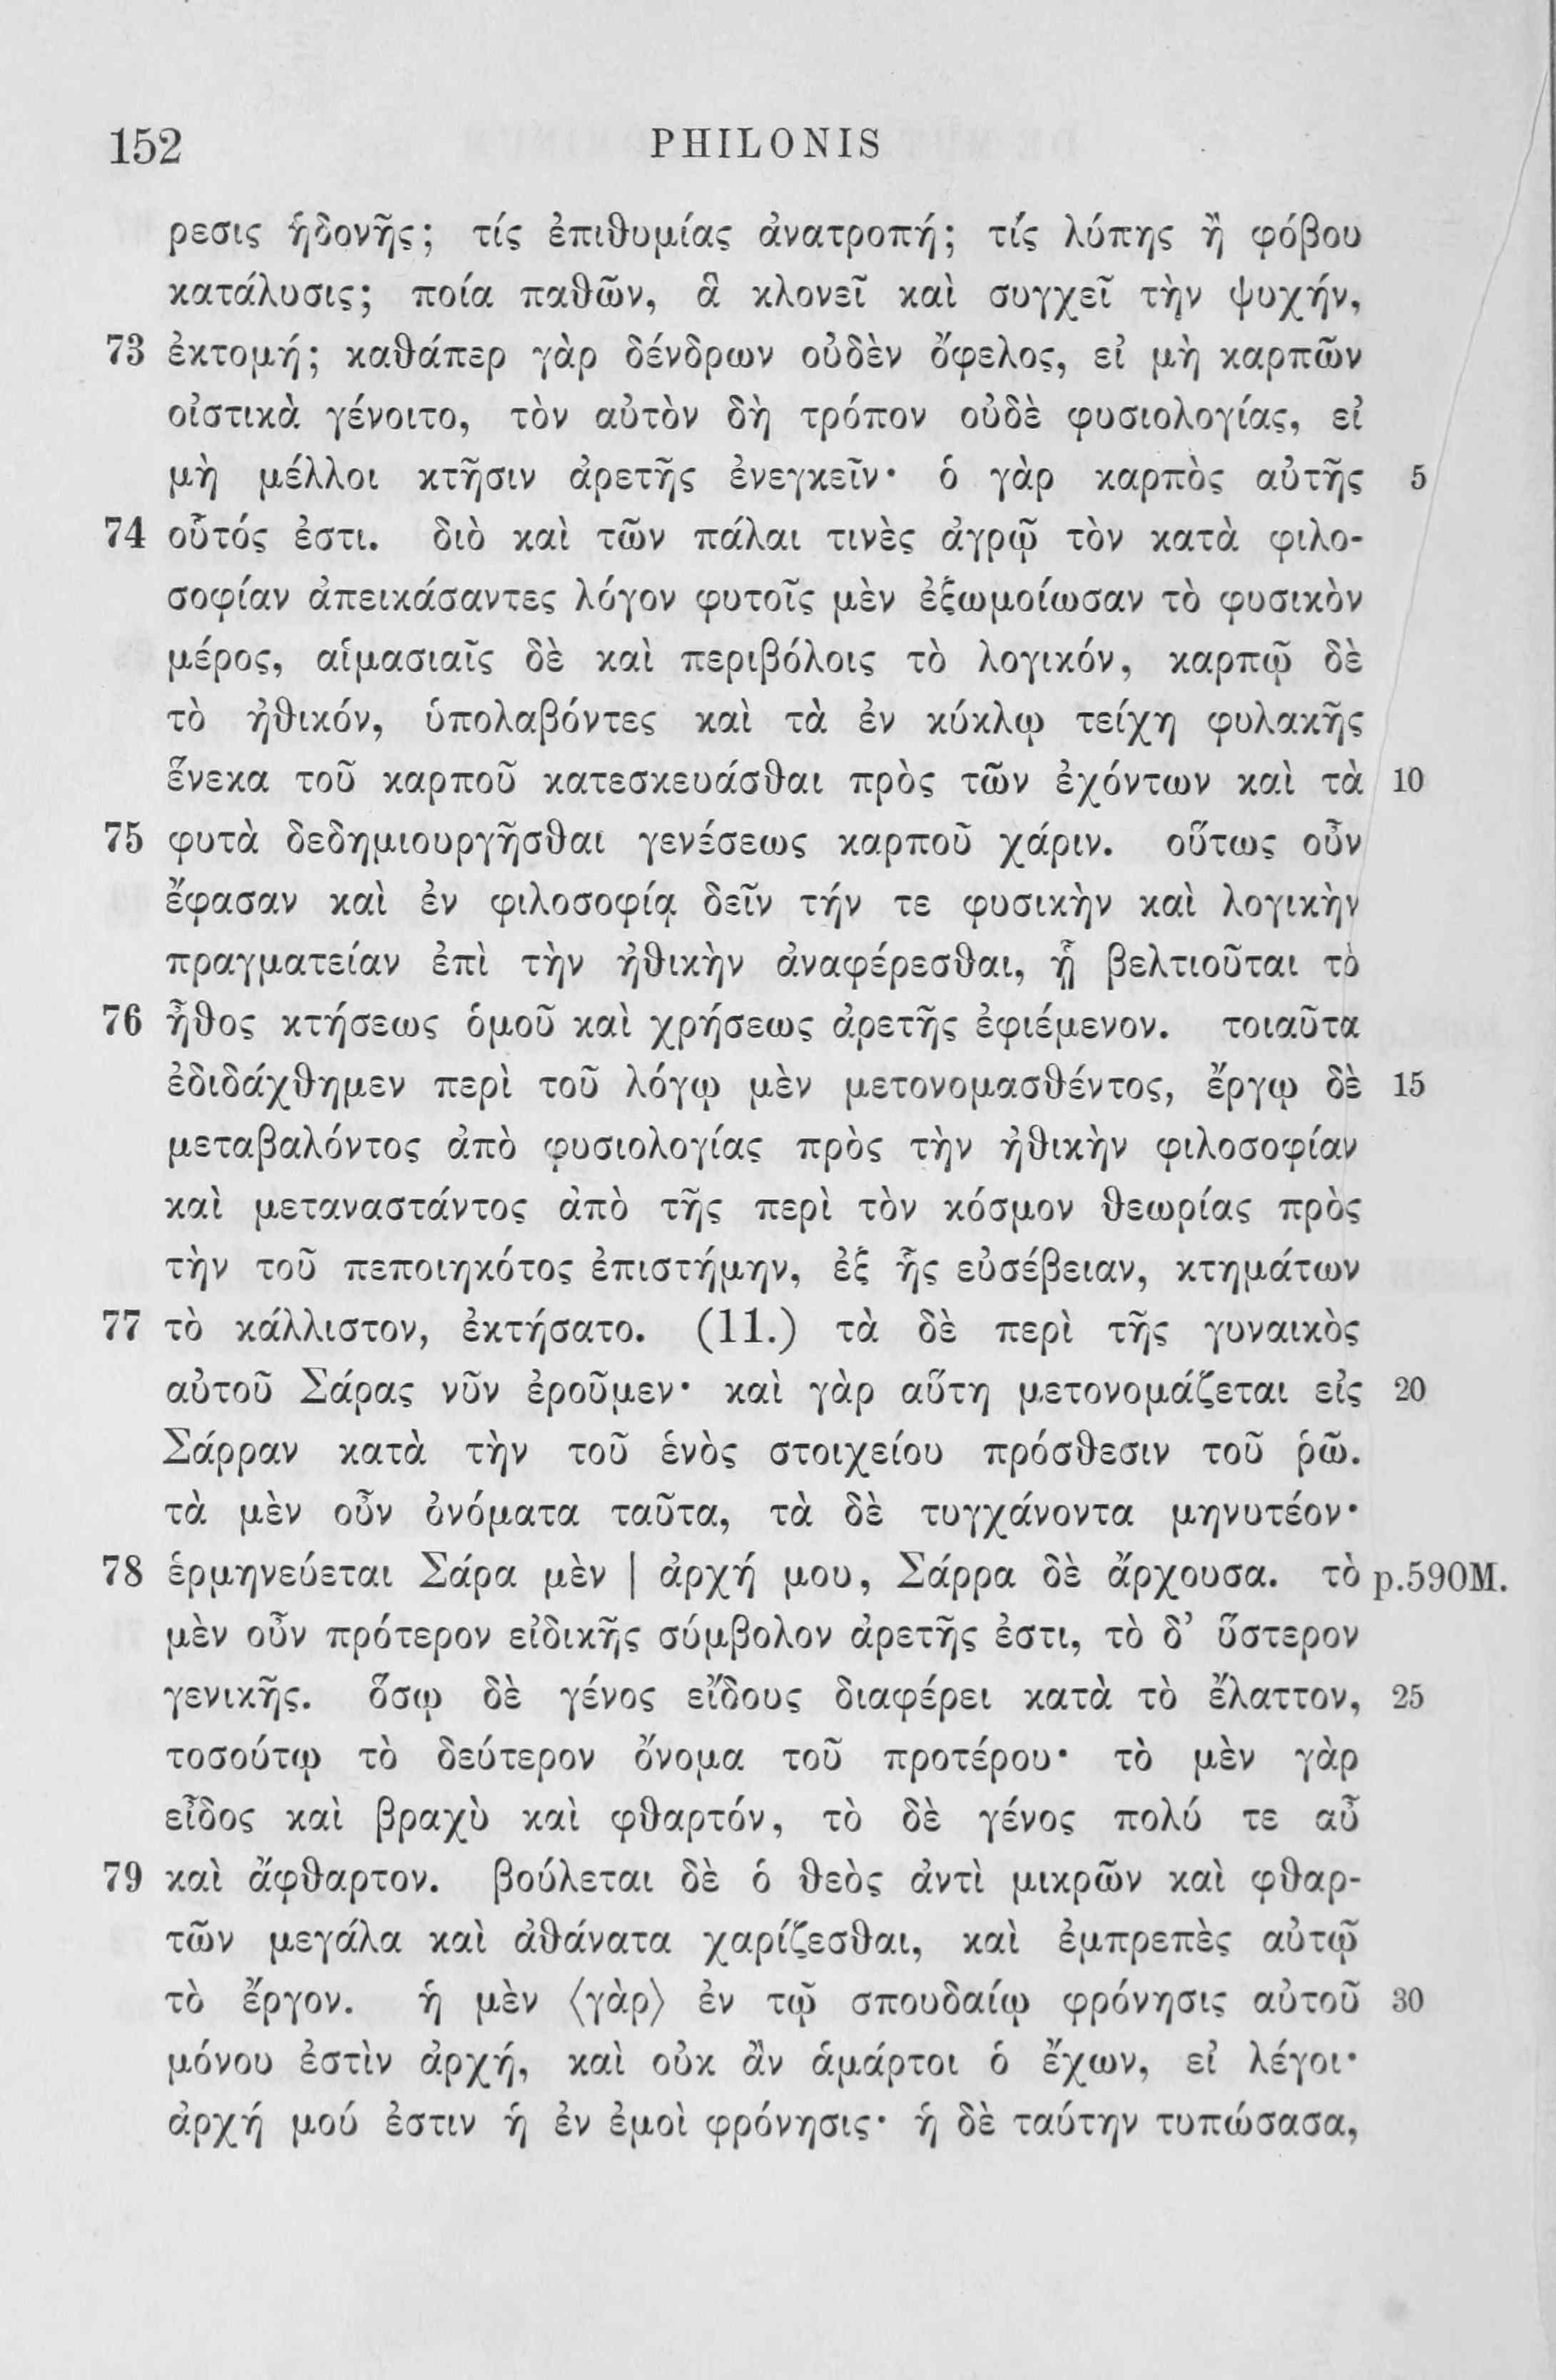 152 PHILONIS
ρεσις ἡδονῆς; τίς ἐπιθυμίας ἀνατροπή; τίς λύπης ἢ φόβου
κατάλυσις; ποία παθῶν, ἃ κλονεῖ καὶ συγχεῖ τὴν ψυχήν,
73 ἐκτομή; καθάπερ γὰρ δένδρων οὐδὲν ὄφελος, εἰ μὴ καρπῶν
οἰστικὰ γένοιτο, τὸν αὐτὸν δὴ τρόπον οὐδὲ φυσιολογίας, εἰ
μὴ μέλλοι κτῆσιν ἀρετῆς ἐνεγκεῖν· ὁ γὰρ καρπὸς αὐτῆς 5
74 οὗτός ἐστι. διὸ καὶ τῶν πάλαι τινὲς ἀγρῷ τὸν κατὰ φιλο-
σοφίαν ἀπεικάσαντες λόγον φυτοῖς μὲν ἐξωμοίωσαν τὸ φυσικὸν
μέρος, αἱμασιαῖς δὲ καὶ περιβόλοις τὸ λογικόν, καρπῷ δὲ
τὸ ἠθικόν, ὑπολαβόντες καὶ τὰ ἐν κύκλῳ τείχη φυλακῆς
ἕνεκα τοῦ καρποῦ κατεσκευάσθαι πρὸς τῶν ἐχόντων καὶ τὰ 10
75 φυτὰ δεδημιουργῆσθαι γενέσεως καρποῦ χάριν. οὕτως οὖν
ἔφασαν καὶ ἐν φιλοσοφίᾳ δεῖν τήν τε φυσικὴν καὶ λογικὴν
πραγματείαν ἐπὶ τὴν ἠθικὴν ἀναφέρεσθαι, ᾗ βελτιοῦται τὸ
76 ἦθος κτήσεως ὁμοῦ καὶ χρήσεως ἀρετῆς ἐφιέμενον. τοιαῦτα
ἐδιδάχθημεν περὶ τοῦ λόγῳ μὲν μετονομασθέντος, ἔργῳ δὲ 15
μεταβαλόντος ἀπὸ φυσιολογίας πρὸς τὴν ἠθικὴν φιλοσοφίαν
καὶ μεταναστάντος ἀπὸ τῆς περὶ τὸν κόσμον θεωρίας πρὸς
τὴν τοῦ πεποιηκότος ἐπιστήμην, ἐξ ἧς εὐσέβειαν, κτημάτων
77 τὸ κάλλιστον, ἐκτήσατο. (11.) τὰ δὲ περὶ τῆς γυναικὸς
αὐτοῦ Σάρας νῦν ἐροῦμεν· καὶ γὰρ αὕτη μετονομάζεται εἰς 20
Σάρραν κατὰ τὴν τοῦ ἑνὸς στοιχείου πρόσθεσιν τοῦ ῥῶ.
τὰ μὲν οὖν ὀνόματα ταῦτα, τὰ δὲ τυγχάνοντα μηνυτέον·
78 ἑρμηνεύεται Σάρα μὲν | ἀρχή μου, Σάρρα δὲ ἄρχουσα. τὸ p.590M.
μὲν οὖν πρότερον εἰδικῆς σύμβολον ἀρετῆς ἐστι, τὸ δ’ ὕστερον
γενικῆς. ὅσῳ δὲ γένος εἴδους διαφέρει κατὰ τὸ ἔλαττον, 25
τοσούτῳ τὸ δεύτερον ὄνομα τοῦ προτέρου· τὸ μὲν γὰρ
εἶδος καὶ βραχὺ καὶ φθαρτόν, τὸ δὲ γένος πολύ τε αὖ
79 καὶ ἄφθαρτον. βούλεται δὲ ὁ θεὸς ἀντὶ μικρῶν καὶ φθαρ-
τῶν μεγάλα καὶ ἀθάνατα χαρίζεσθαι, καὶ ἐμπρεπὲς αὐτῷ
τὸ ἔργον. ἡ μὲν ⟨γὰρ⟩ ἐν τῷ σπουδαίῳ φρόνησις αὐτοῦ 30
μόνου ἐστὶν ἀρχή, καὶ οὐκ ἂν ἁμάρτοι ὁ ἔχων, εἰ λέγοι·
ἀρχή μού ἐστιν ἡ ἐν ἐμοὶ φρόνησις· ἡ δὲ ταύτην τυπώσασα,